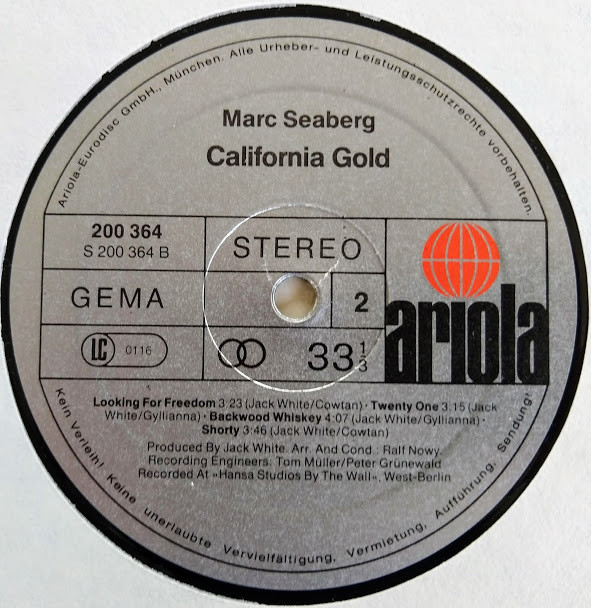 Ariola-Eurodisc GmbH., München. Alle Urheber- und Leistungsschutzrechte vorbehalten.
Marc Seaberg
California Gold
200 364
S 200 364 B
STEREO
GEMA
2
LC 0116
33 1/3
ariola
Looking For Freedom 3:23 (Jack White/Cowtan) · Twenty One 3:15 (Jack
White/Gyllianna) · Backwood Whiskey 4:07 (Jack White/Gyllianna) ·
Shorty 3:46 (Jack White/Cowtan)
Produced By Jack White. Arr. And Cond.: Ralf Nowy.
Recording Engineers: Tom Müller/Peter Grünewald
Recorded At »Hansa Studios By The Wall«, West-Berlin
Kein Verleih! Keine unerlaubte Vervielfältigung, Vermietung, Aufführung, Sendung!